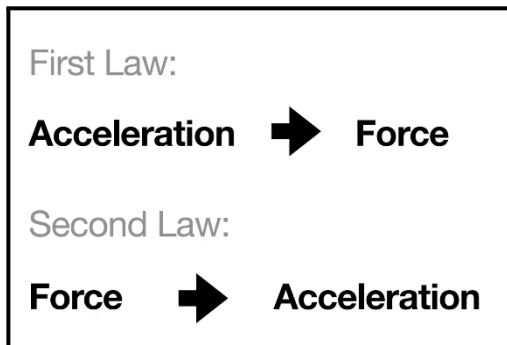 First Law:
Acceleration Force
Second Law:
Force Acceleration